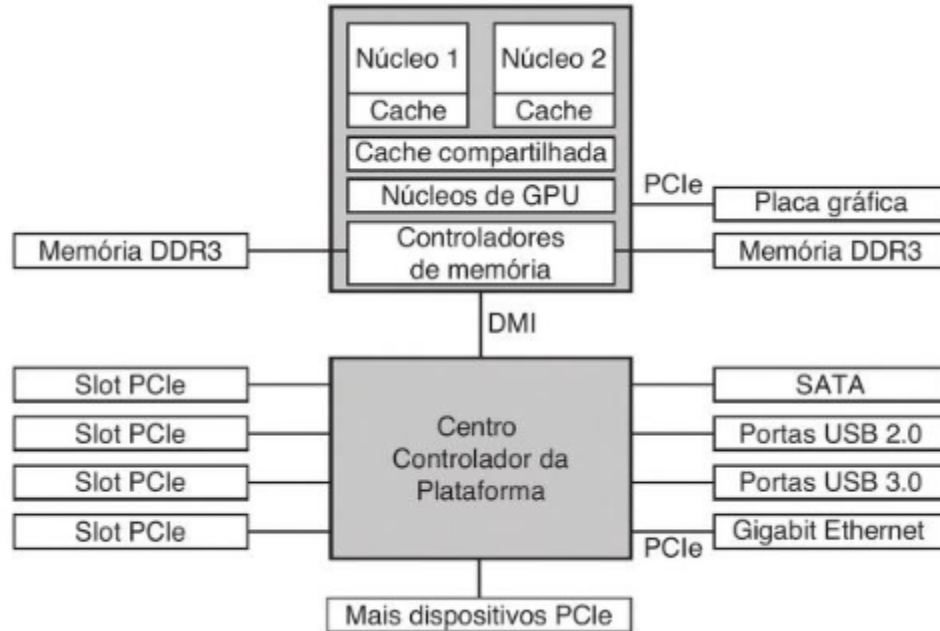 Núcleo 1
Núcleo 2
Cache
Cache
Cache compartilhada
Núcleos de GPU
PCIe
Placa gráfica
Memória DDR3
Controladores
de memória
Memória DDR3
DMI
Slot PCIe
SATA
Slot PCIe
Portas USB 2.0
Centro
Controlador da
Plataforma
Slot PCIe
Portas USB 3.0
Slot PCIe
PCIe
Gigabit Ethernet
Mais dispositivos PCIe